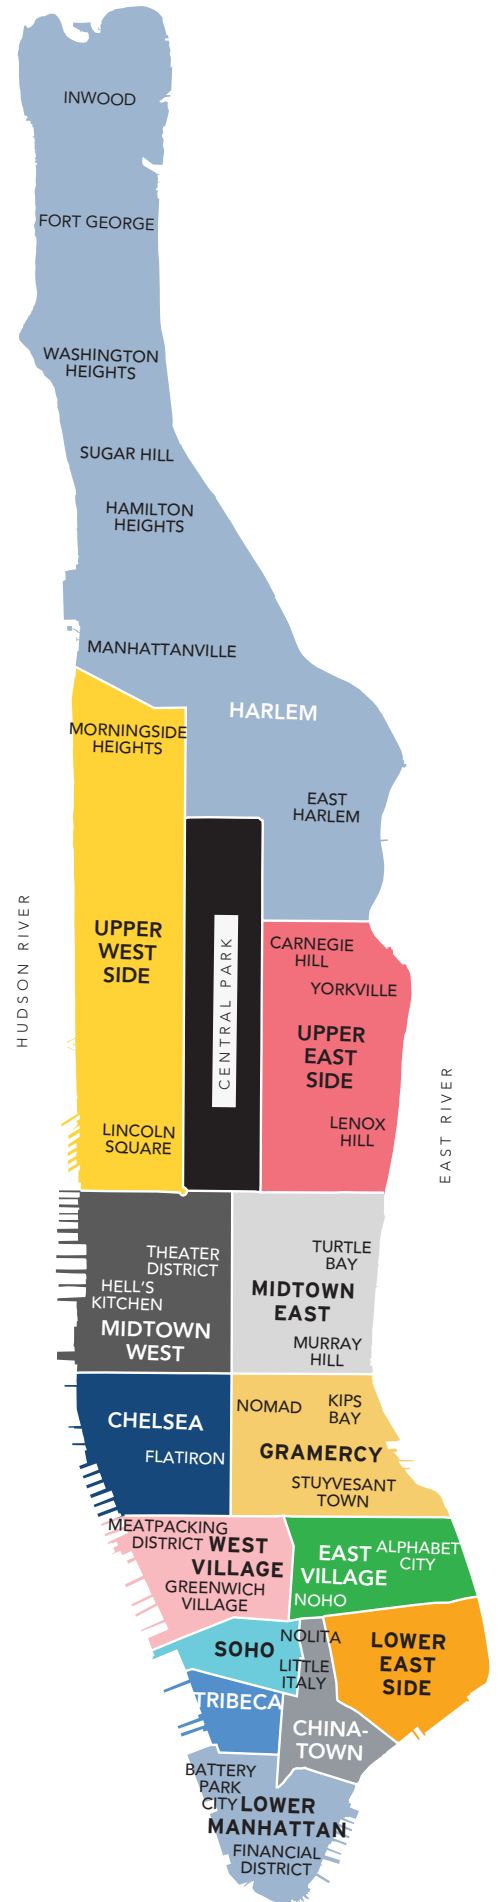 INWOOD
FORT GEORGE
WASHINGTON
HEIGHTS
SUGAR HILL
HAMILTON
HEIGHTS
MANHATTANVILLE
HARLEM
MORNINGSIDE
HEIGHTS
EAST
HARLEM
HUDSON RIVER
UPPER
WEST
SIDE
CENTRAL PARK
CARNEGIE
HILL
YORKVILLE
UPPER
EAST
SIDE
LENOX
HILL
LINCOLN
SQUARE
EAST RIVER
THEATER
DISTRICT
HELL'S
KITCHEN
MIDTOWN
WEST
TURTLE
BAY
MIDTOWN
EAST
MURRAY
HILL
CHELSEA
FLATIRON
NOMAD
KIPS
BAY
GRAMERCY
STUYVESANT
TOWN
MEATPACKING
DISTRICT
WEST
VILLAGE
GREENWICH
VILLAGE
EAST
VILLAGE
ALPHABET
CITY
NOHO
SOHO
NOLITA
LITTLE
ITALY
LOWER
EAST
SIDE
TRIBECA
CHINA-
TOWN
BATTERY
PARK
CITY
LOWER
MANHATTAN
FINANCIAL
DISTRICT